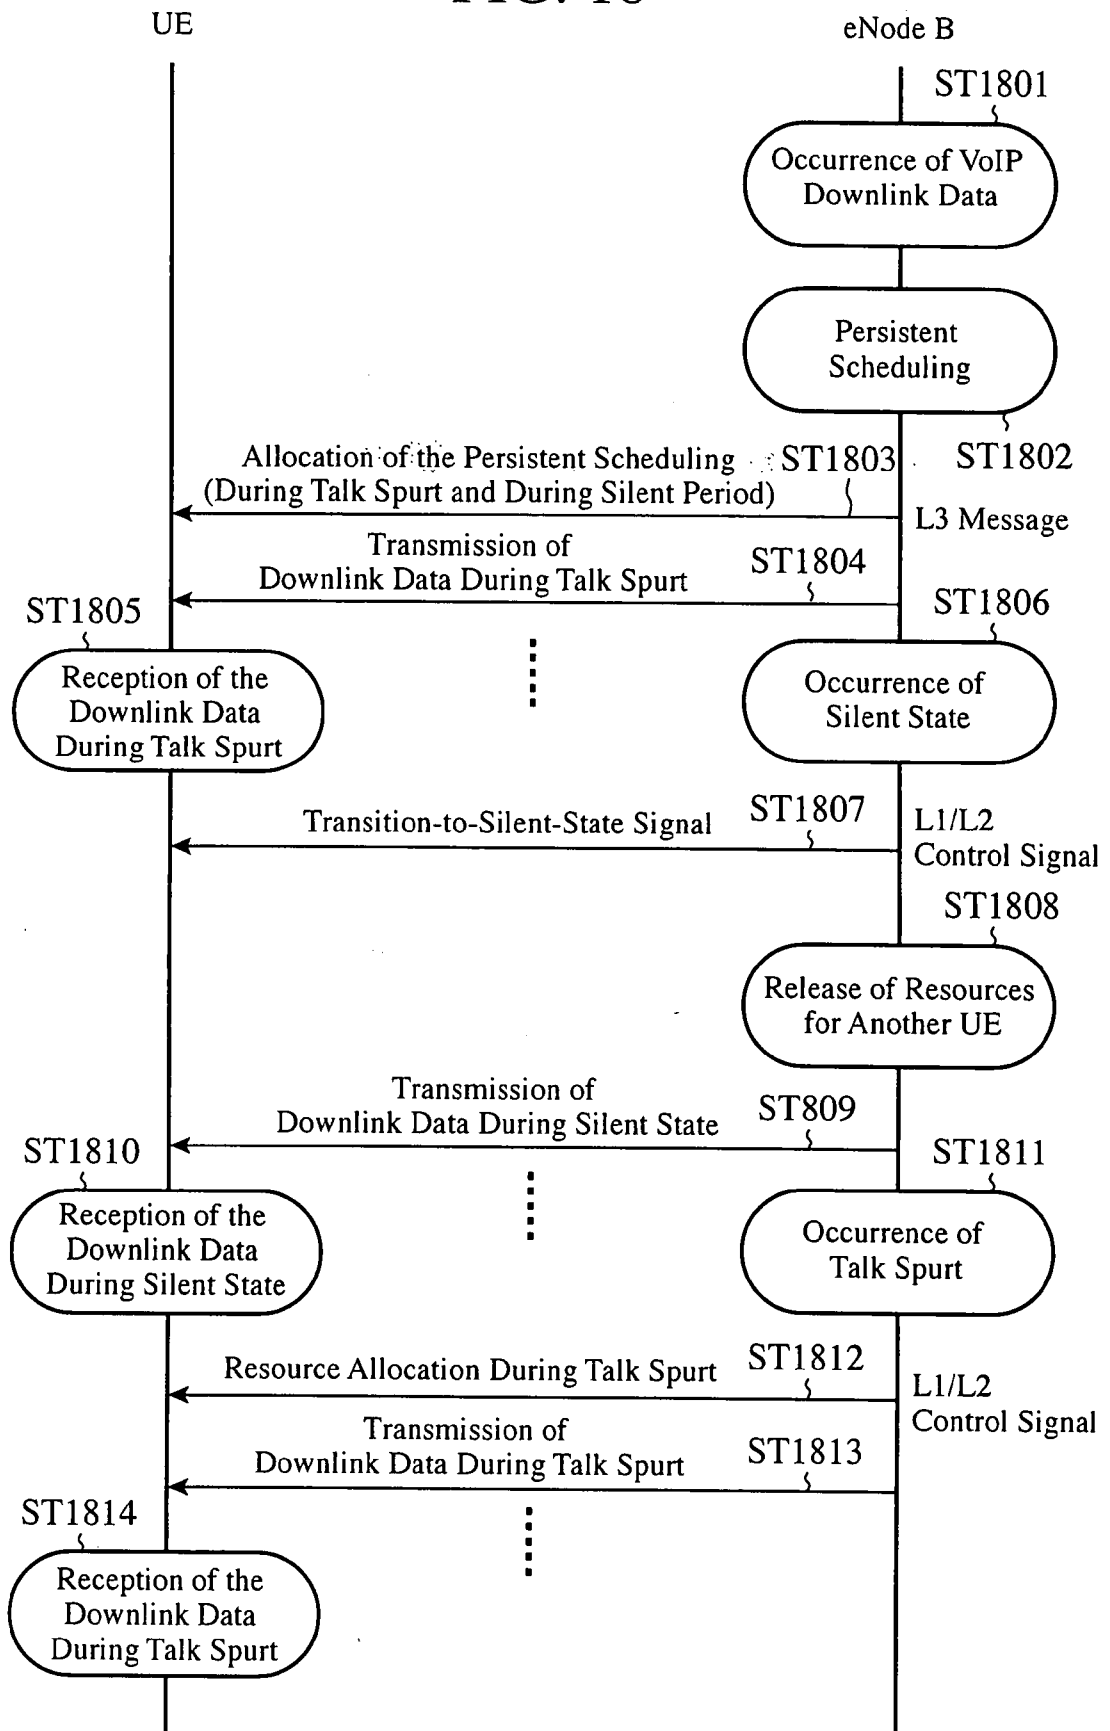 UE
eNode B
ST1801
Occurrence of VoIP
Downlink Data
Persistent
Scheduling
ST1802
Allocation of the Persistent Scheduling
(During Talk Spurt and During Silent Period)
ST1803
L3 Message
Transmission of
Downlink Data During Talk Spurt
ST1804
ST1805
Reception of the
Downlink Data
During Talk Spurt
ST1806
Occurrence of
Silent State
Transition-to-Silent-State Signal
ST1807
L1/L2
Control Signal
ST1808
Release of Resources
for Another UE
Transmission of
Downlink Data During Silent State
ST809
ST1810
Reception of the
Downlink Data
During Silent State
ST1811
Occurrence of
Talk Spurt
Resource Allocation During Talk Spurt
ST1812
L1/L2
Control Signal
Transmission of
Downlink Data During Talk Spurt
ST1813
ST1814
Reception of the
Downlink Data
During Talk Spurt